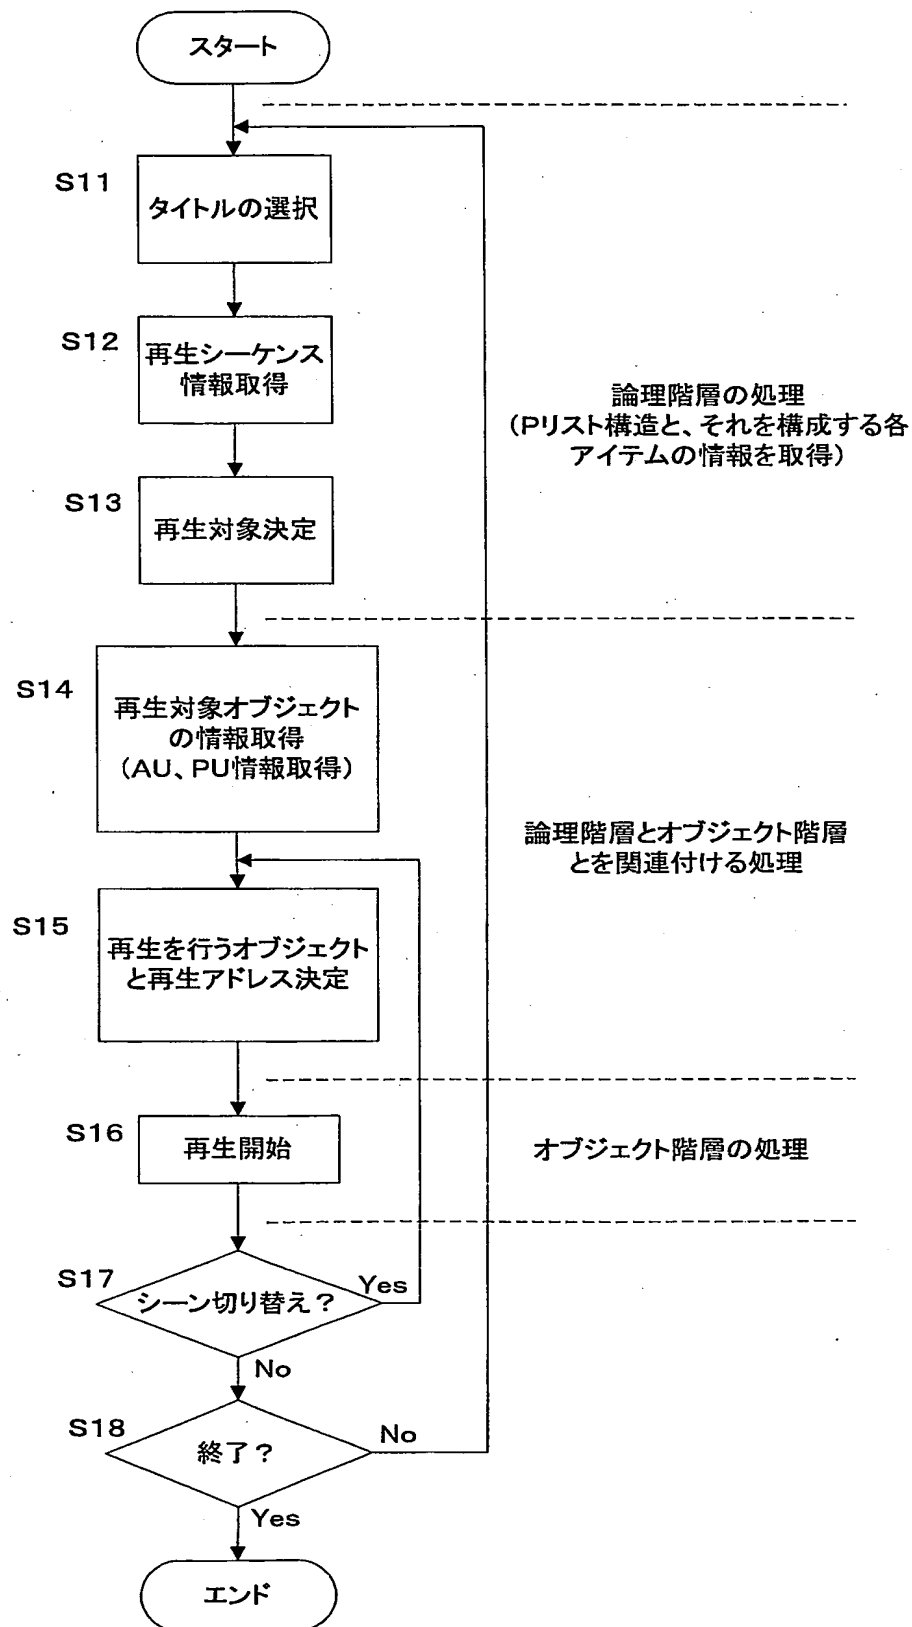 スタート
S11
タイトルの選択
S12
再生シーケンス
情報取得
論理階層の処理
(Pリスト構造と、それを構成する各
アイテムの情報を取得)
S13
再生対象決定
S14
再生対象オブジェクト
の情報取得
(AU、PU情報取得)
論理階層とオブジェクト階層
とを関連付ける処理
S15
再生を行うオブジェクト
と再生アドレス決定
S16
再生開始
オブジェクト階層の処理
S17
シーン切り替え?
Yes
No
S18
終了?
No
Yes
エンド